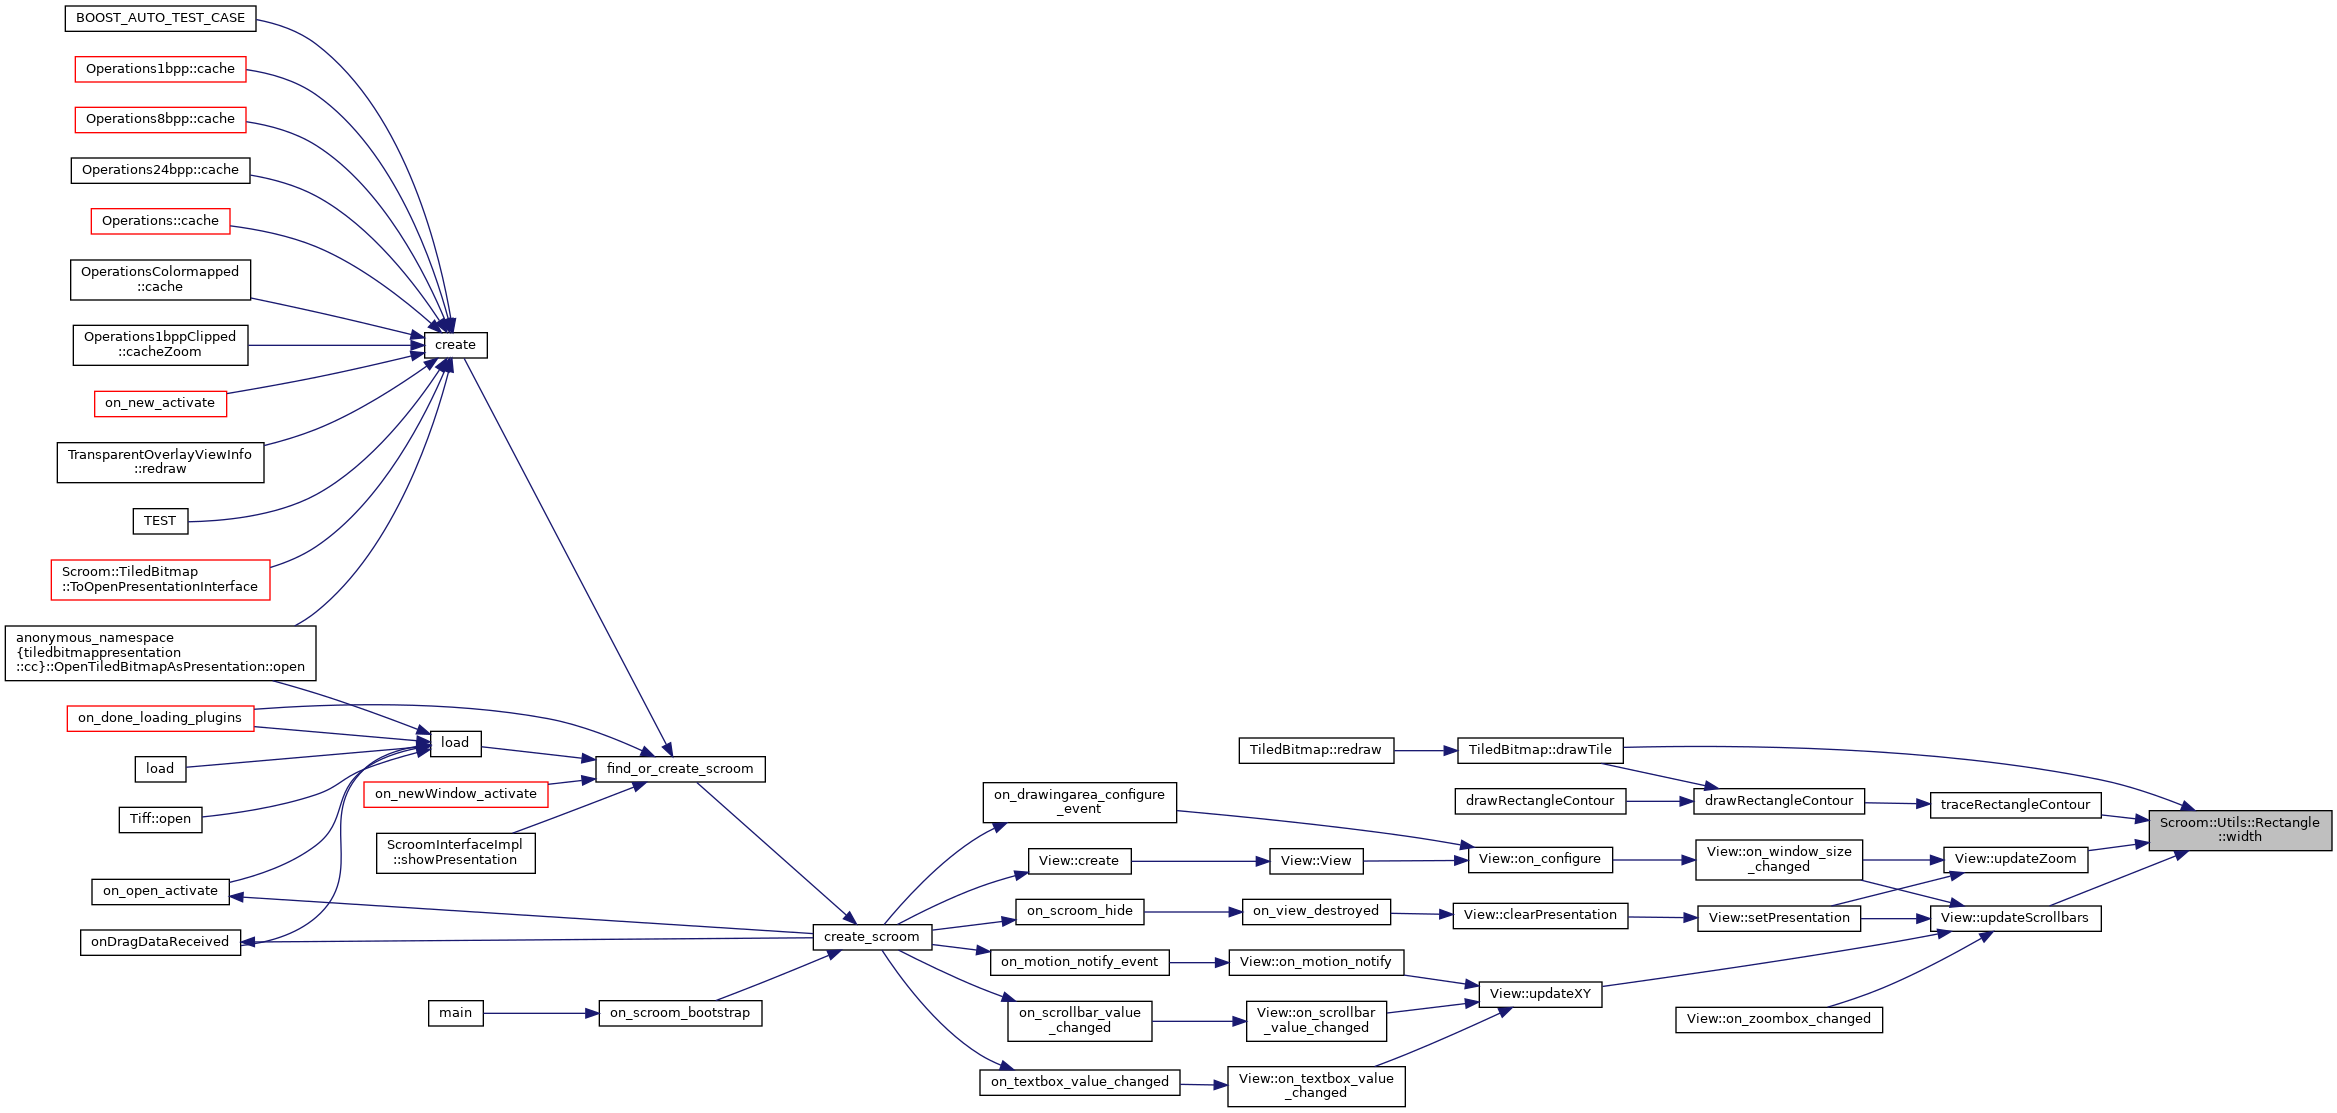 BOOST_AUTO_TEST_CASE
Operations1bpp::cache
Operations8bpp::cache
Operations24bpp::cache
Operations::cache
OperationsColormapped
::cache
Operations1bppClipped
::cacheZoom
on_new_activate
TransparentOverlayViewInfo
::redraw
TEST
Scroom::TiledBitmap
::ToOpenPresentationInterface
anonymous_namespace
{tiledbitmappresentation
::cc}::OpenTiledBitmapAsPresentation::open
on_done_loading_plugins
load
Tiff::open
on_open_activate
onDragDataReceived
create
load
on_newWindow_activate
ScroomInterfaceImpl
::showPresentation
main
find_or_create_scroom
on_scroom_bootstrap
create_scroom
on_drawingarea_configure
_event
View::create
on_scroom_hide
on_motion_notify_event
on_scrollbar_value
_changed
on_textbox_value_changed
TiledBitmap::redraw
View::View
on_view_destroyed
View::on_motion_notify
View::on_scrollbar
_value_changed
View::on_textbox_value
_changed
TiledBitmap::drawTile
drawRectangleContour
View::on_configure
View::clearPresentation
View::updateXY
drawRectangleContour
View::on_window_size
_changed
View::setPresentation
View::on_zoombox_changed
traceRectangleContour
View::updateZoom
View::updateScrollbars
Scroom::Utils::Rectangle
::width